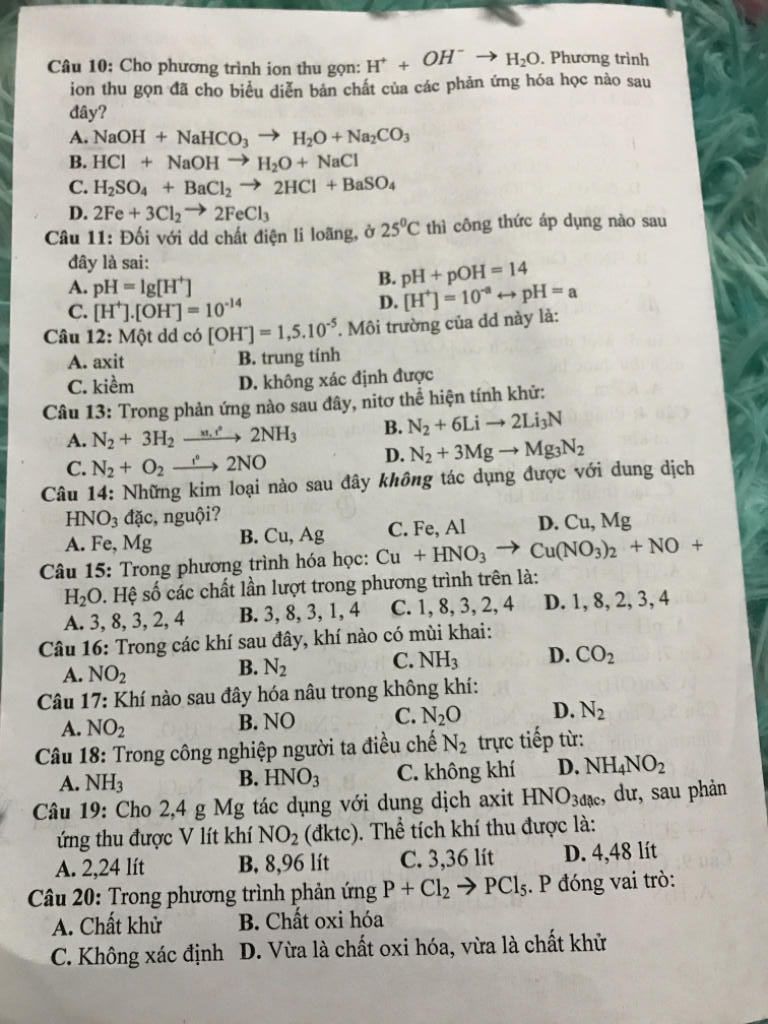 Câu 10: Cho phương trình ion thu gọn: H⁺ + OH⁻ → H₂O. Phương trình
ion thu gọn đã cho biểu diễn bản chất của các phản ứng hóa học nào sau
đây?
A. NaOH + NaHCO₃ → H₂O + Na₂CO₃
B. HCl + NaOH → H₂O + NaCl
C. H₂SO₄ + BaCl₂ → 2HCl + BaSO₄
D. 2Fe + 3Cl₂ → 2FeCl₃
Câu 11: Đối với dd chất điện li loãng, ở 25⁰C thì công thức áp dụng nào sau
đây là sai:
A. pH = lg[H⁺] B. pH + pOH = 14
C. [H⁺].[OH⁻] = 10⁻¹⁴ D. [H⁺] = 10⁻ᵃ ↔ pH = a
Câu 12: Một dd có [OH⁻] = 1,5.10⁻⁵. Môi trường của dd này là:
A. axit B. trung tính
C. kiềm D. không xác định được
Câu 13: Trong phản ứng nào sau đây, nitơ thể hiện tính khử:
A. N₂ + 3H₂ xt, t⁰ → 2NH₃ B. N₂ + 6Li → 2Li₃N
C. N₂ + O₂ t⁰ → 2NO D. N₂ + 3Mg → Mg₃N₂
Câu 14: Những kim loại nào sau đây không tác dụng được với dung dịch
HNO₃ đặc, nguội?
A. Fe, Mg B. Cu, Ag C. Fe, Al D. Cu, Mg
Câu 15: Trong phương trình hóa học: Cu + HNO₃ → Cu(NO₃)₂ + NO +
H₂O. Hệ số các chất lần lượt trong phương trình trên là:
A. 3, 8, 3, 2, 4 B. 3, 8, 3, 1, 4 C. 1, 8, 3, 2, 4 D. 1, 8, 2, 3, 4
Câu 16: Trong các khí sau đây, khí nào có mùi khai:
A. NO₂ B. N₂ C. NH₃ D. CO₂
Câu 17: Khí nào sau đây hóa nâu trong không khí:
A. NO₂ B. NO C. N₂O D. N₂
Câu 18: Trong công nghiệp người ta điều chế N₂ trực tiếp từ:
A. NH₃ B. HNO₃ C. không khí D. NH₄NO₂
Câu 19: Cho 2,4 g Mg tác dụng với dung dịch axit HNO₃đặc, dư, sau phản
ứng thu được V lít khí NO₂ (đktc). Thể tích khí thu được là:
A. 2,24 lít B. 8,96 lít C. 3,36 lít D. 4,48 lít
Câu 20: Trong phương trình phản ứng P + Cl₂ → PCl₅. P đóng vai trò:
A. Chất khử B. Chất oxi hóa
C. Không xác định D. Vừa là chất oxi hóa, vừa là chất khử